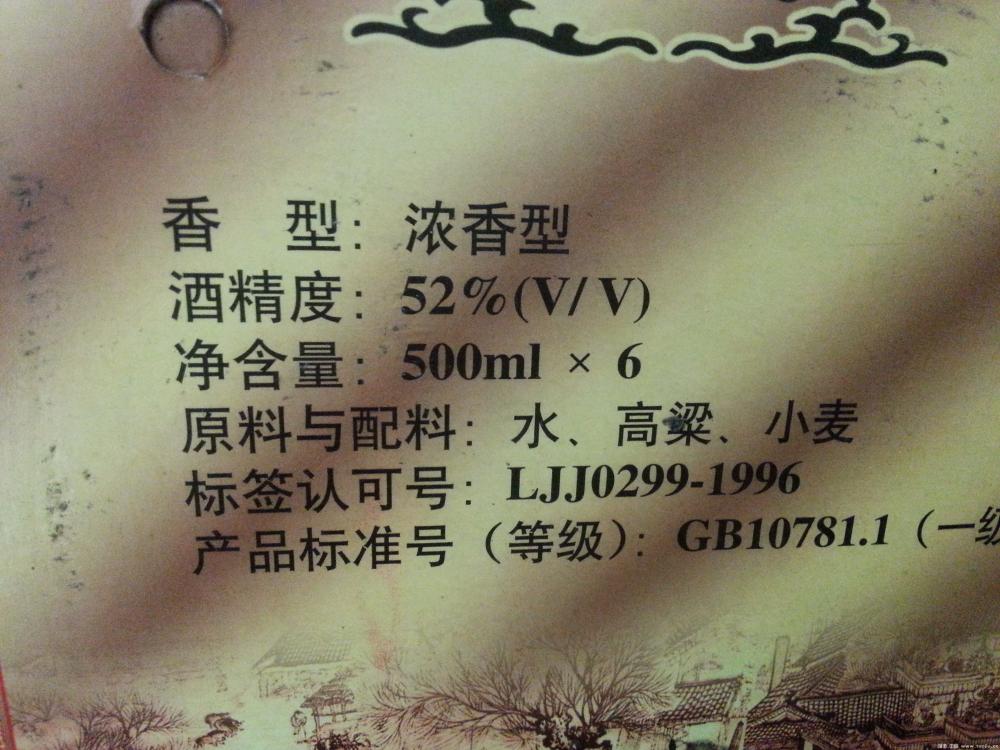 香 型：浓香型
酒精度：52%(V/V)
净含量：500ml × 6
原料与配料：水、高粱、小麦
标签认可号：LJJ0299-1996
产品标准号（等级）：GB10781.1（一级